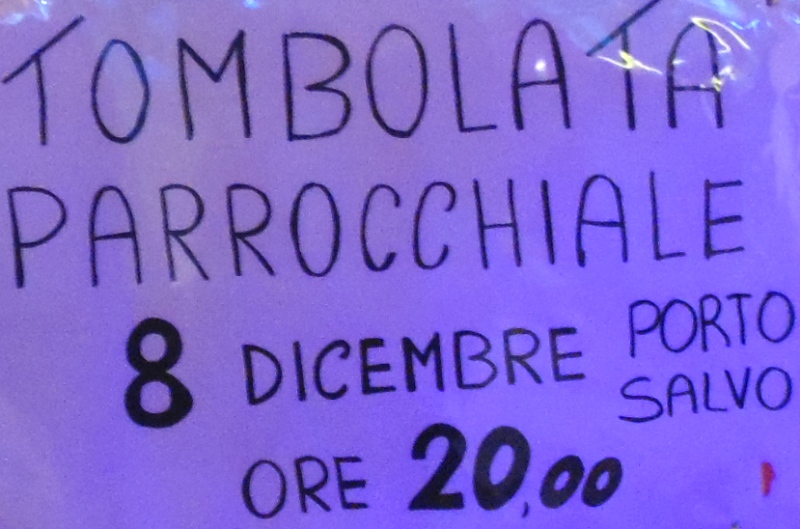 TOMBOLATA
PARROCCHIALE
8 DICEMBRE PORTO
SALVO
ORE 20,00